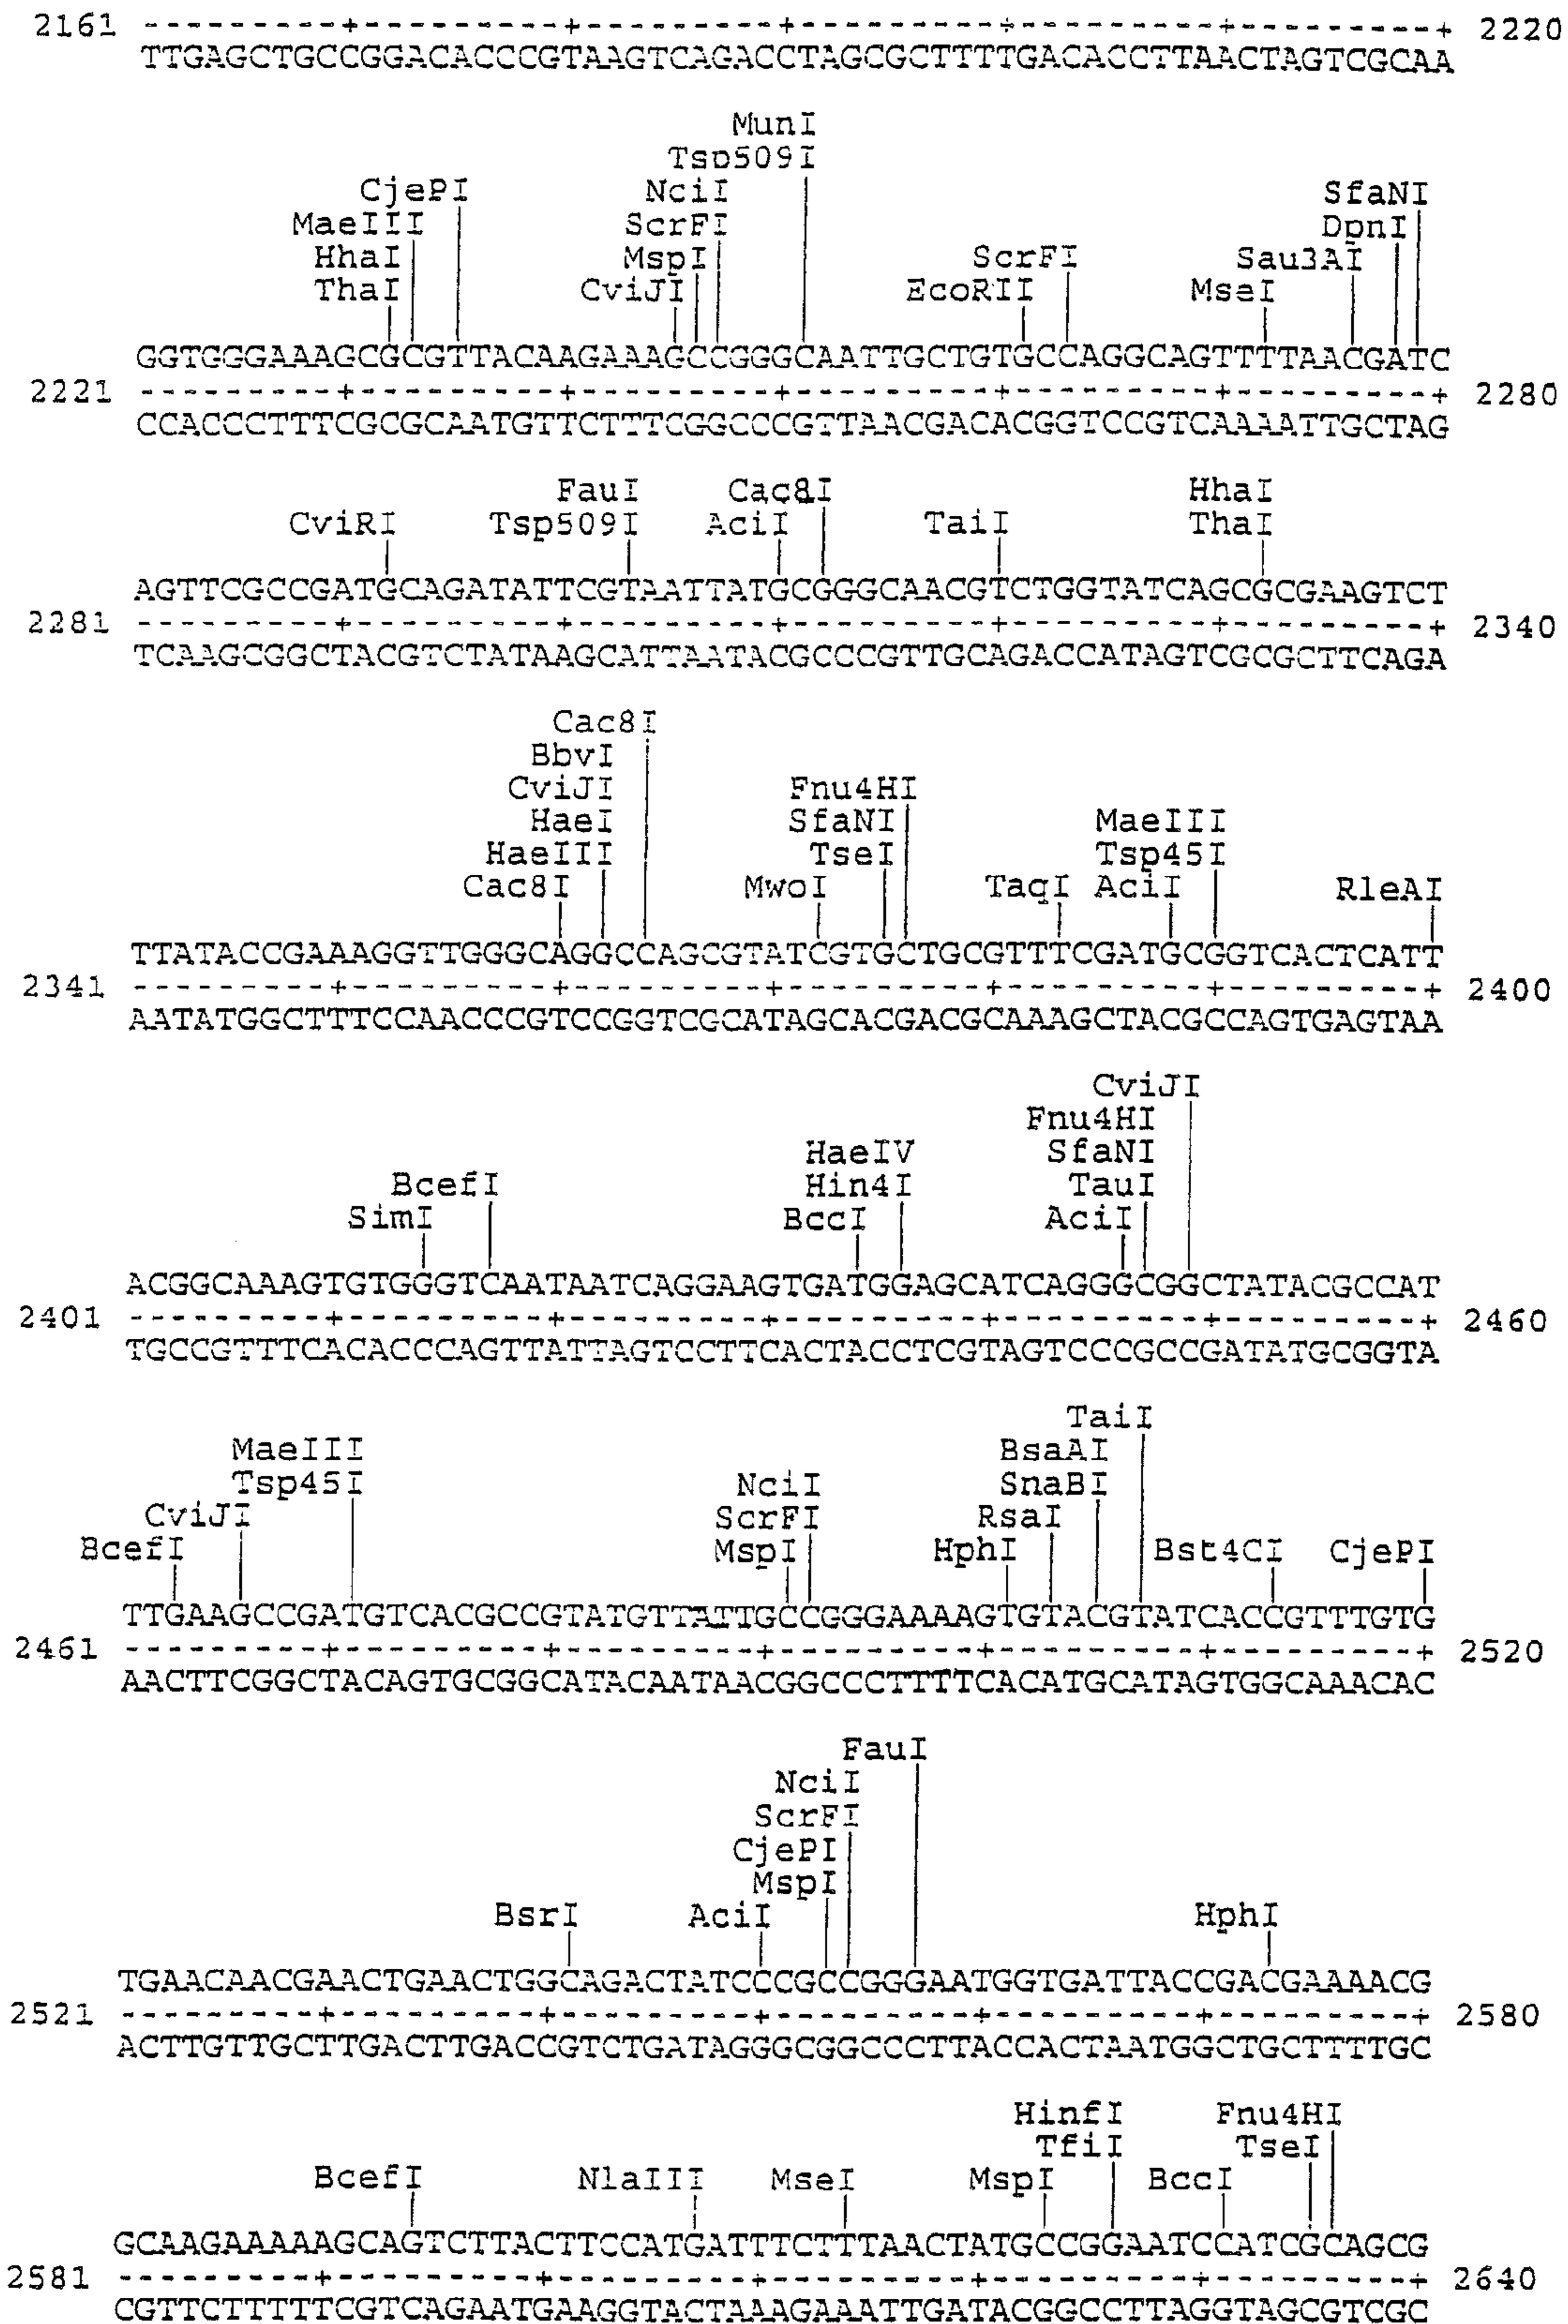 2161 ---------+---------+---------+---------+---------+---------+ 2220
TTGAGCTGCCGGACACCCGTAAGTCAGACCTAGCGCTTTTGACACCTTAACTAGTCGCAA
MunI
Tsp509I
CjePI NciI SfaNI
MaeIII ScrFI DpnI
HhaI MspI ScrFI Sau3AI
ThaI CviJI EcoRII MseI
GGTGGGAAAGCGCGTTACAAGAAAGCCGGGCAATTGCTGTGCCAGGCAGTTTTAACGATC
2221 ---------+---------+---------+---------+---------+---------+ 2280
CCACCCTTTCGCGCAATGTTCTTTCGGCCCGTTAACGACACGGTCCGTCAAAATTGCTAG
FauI Cac8I HhaI
CviRI Tsp509I AciI TaiI ThaI
AGTTCGCCGATGCAGATATTCGTAATTATGCGGGCAACGTCTGGTATCAGCGCGAAGTCT
2281 ---------+---------+---------+---------+---------+---------+ 2340
TCAAGCGGCTACGTCTATAAGCATTAATACGCCCGTTGCAGACCATAGTCGCGCTTCAGA
Cac8I
BbvI
CviJI Fnu4HI
HaeI SfaNI MaeIII
HaeIII TseI Tsp45I
Cac8I MwoI TaqI AciI RleAI
TTATACCGAAAGGTTGGGCAGGCCAGCGTATCGTGCTGCGTTTCGATGCGGTCACTCATT
2341 ---------+---------+---------+---------+---------+---------+ 2400
AATATGGCTTTCCAACCCGTCCGGTCGCATAGCACGACGCAAAGCTACGCCAGTGAGTAA
CviJI
Fnu4HI
HaeIV SfaNI
BcefI Hin4I TauI
SimI BccI AciI
ACGGCAAAGTGTGGGTCAATAATCAGGAAGTGATGGAGCATCAGGGCGGCTATACGCCAT
2401 ---------+---------+---------+---------+---------+---------+ 2460
TGCCGTTTCACACCCAGTTATTAGTCCTTCACTACCTCGTAGTCCCGCCGATATGCGGTA
TaiI
MaeIII BsaAI
Tsp45I NciI SnaBI
CviJI ScrFI RsaI
BcefI MspI HphI Bst4CI CjePI
TTGAAGCCGATGTCACGCCGTATGTTATTGCCGGGAAAAGTGTACGTATCACCGTTTGTG
2461 ---------+---------+---------+---------+---------+---------+ 2520
AACTTCGGCTACAGTGCGGCATACAATAACGGCCCTTTTCACATGCATAGTGGCAAACAC
FauI
NciI
ScrFI
CjePI
MspI
BsrI AciI HphI
TGAACAACGAACTGAACTGGCAGACTATCCCGCCGGGAATGGTGATTACCGACGAAAACG
2521 ---------+---------+---------+---------+---------+---------+ 2580
ACTTGTTGCTTGACTTGACCGTCTGATAGGGCGGCCCTTACCACTAATGGCTGCTTTTGC
HinfI Fnu4HI
TfiI TseI
BcefI NlaIII MseI MspI BccI
GCAAGAAAAAGCAGTCTTACTTCCATGATTTCTTTAACTATGCCGGAATCCATCGCAGCG
2581 ---------+---------+---------+---------+---------+---------+ 2640
CGTTCTTTTTCGTCAGAATGAAGGTACTAAAGAAATTGATACGGCCTTAGGTAGCGTCGC